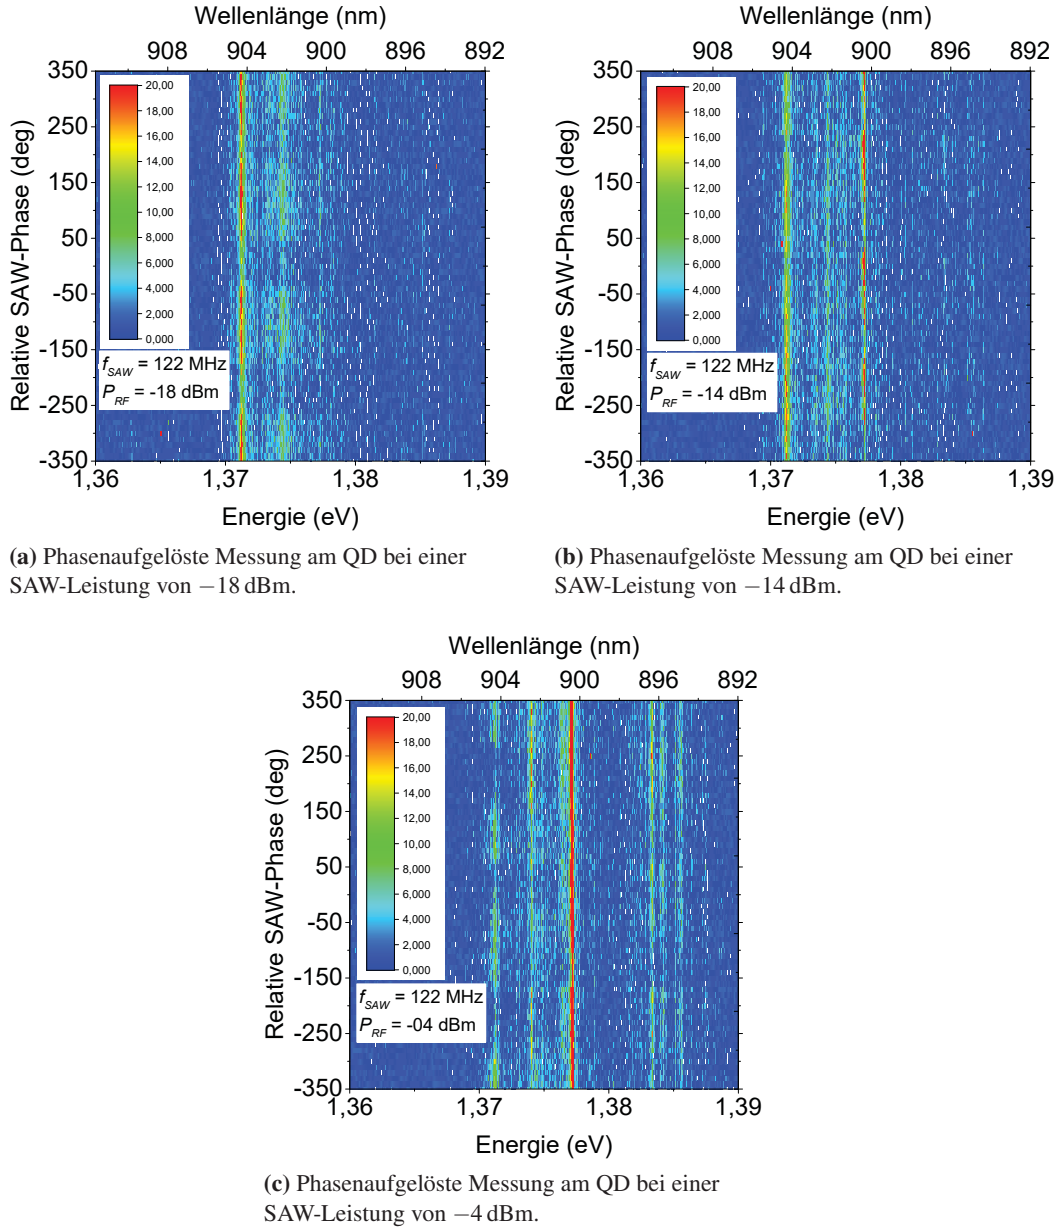 Wellenlänge (nm)
908 904 900 896 892
Relative SAW-Phase (deg)
350
250
150
50
-50
-150
-250
-350
20,00
18,00
16,00
14,00
12,00
10,00
8,000
6,000
4,000
2,000
0,000
fSAW = 122 MHz
PRF = -18 dBm
1,36 1,37 1,38 1,39
Energie (eV)
(a) Phasenaufgelöste Messung am QD bei einer
SAW-Leistung von −18 dBm.
Wellenlänge (nm)
908 904 900 896 892
Relative SAW-Phase (deg)
350
250
150
50
-50
-150
-250
-350
20,00
18,00
16,00
14,00
12,00
10,00
8,000
6,000
4,000
2,000
0,000
fSAW = 122 MHz
PRF = -14 dBm
1,36 1,37 1,38 1,39
Energie (eV)
(b) Phasenaufgelöste Messung am QD bei einer
SAW-Leistung von −14 dBm.
Wellenlänge (nm)
908 904 900 896 892
Relative SAW-Phase (deg)
350
250
150
50
-50
-150
-250
-350
20,00
18,00
16,00
14,00
12,00
10,00
8,000
6,000
4,000
2,000
0,000
fSAW = 122 MHz
PRF = -04 dBm
1,36 1,37 1,38 1,39
Energie (eV)
(c) Phasenaufgelöste Messung am QD bei einer
SAW-Leistung von −4 dBm.